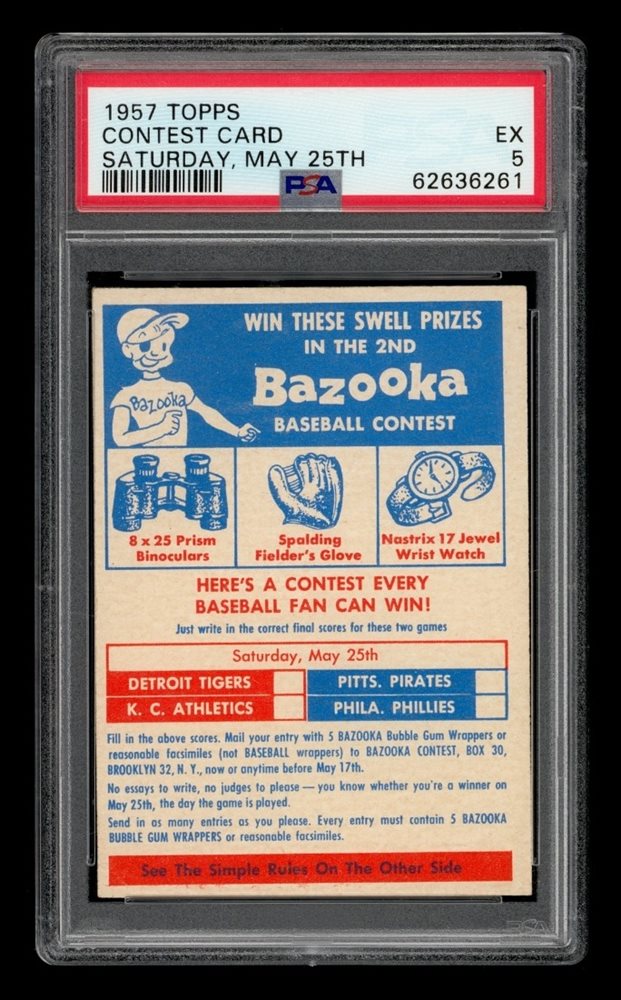 1957 TOPPS
CONTEST CARD EX
SATURDAY, MAY 25TH 5
PSA 62636261
WIN THESE SWELL PRIZES
IN THE 2ND
Bazooka
BASEBALL CONTEST
Bazooka
8 x 25 Prism
Binoculars
Spalding
Fielder's Glove
Nastrix 17 Jewel
Wrist Watch
HERE'S A CONTEST EVERY
BASEBALL FAN CAN WIN!
Just write in the correct final scores for these two games
Saturday, May 25th
DETROIT TIGERS PITTS. PIRATES
K. C. ATHLETICS PHILA. PHILLIES
Fill in the above scores. Mail your entry with 5 BAZOOKA Bubble Gum Wrappers or
reasonable facsimiles (not BASEBALL wrappers) to BAZOOKA CONTEST, BOX 30,
BROOKLYN 32, N. Y., now or anytime before May 17th.
No essays to write, no judges to please — you know whether you're a winner on
May 25th, the day the game is played.
Send in as many entries as you please. Every entry must contain 5 BAZOOKA
BUBBLE GUM WRAPPERS or reasonable facsimiles.
See The Simple Rules On The Other Side
PSA